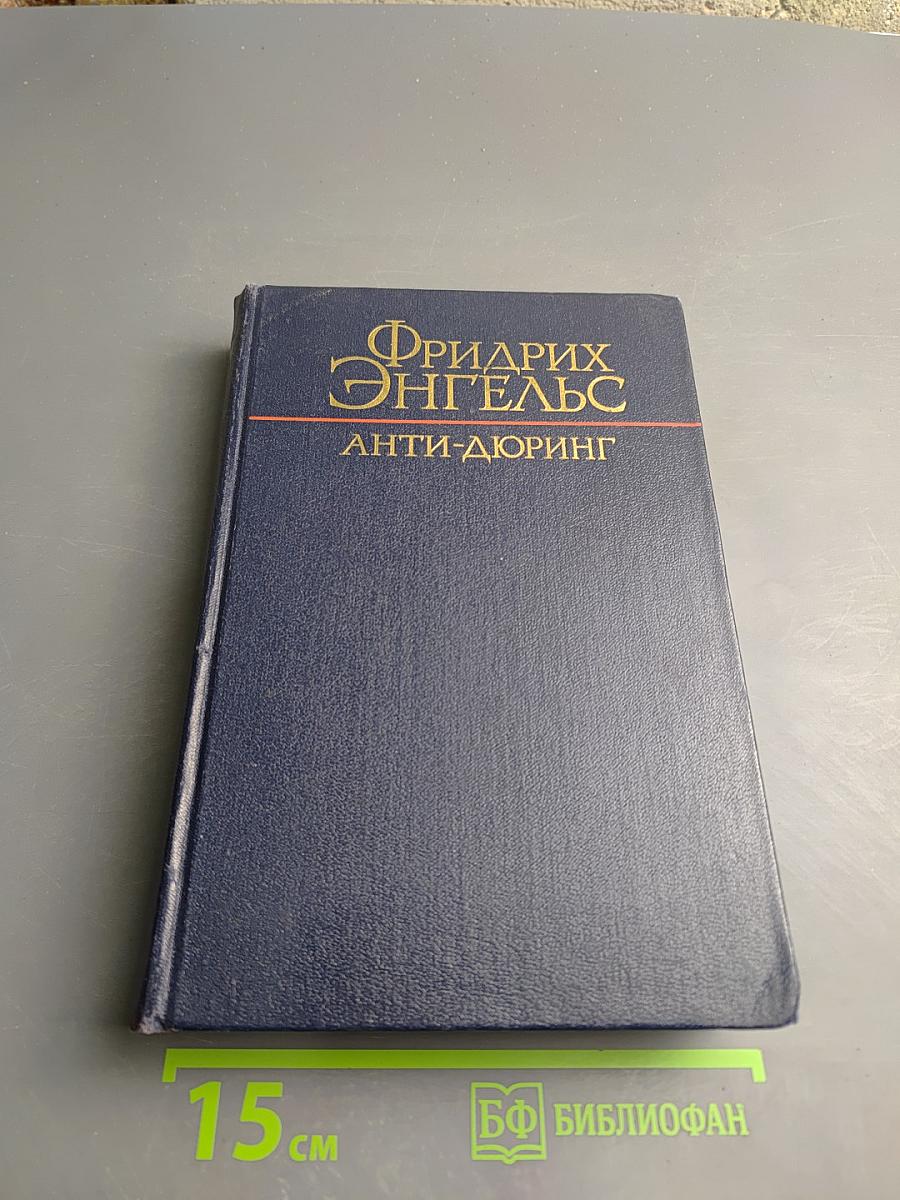 Фридрих
Энгельс
Анти-Дюринг
15 см
БФ БИБЛИОФАН